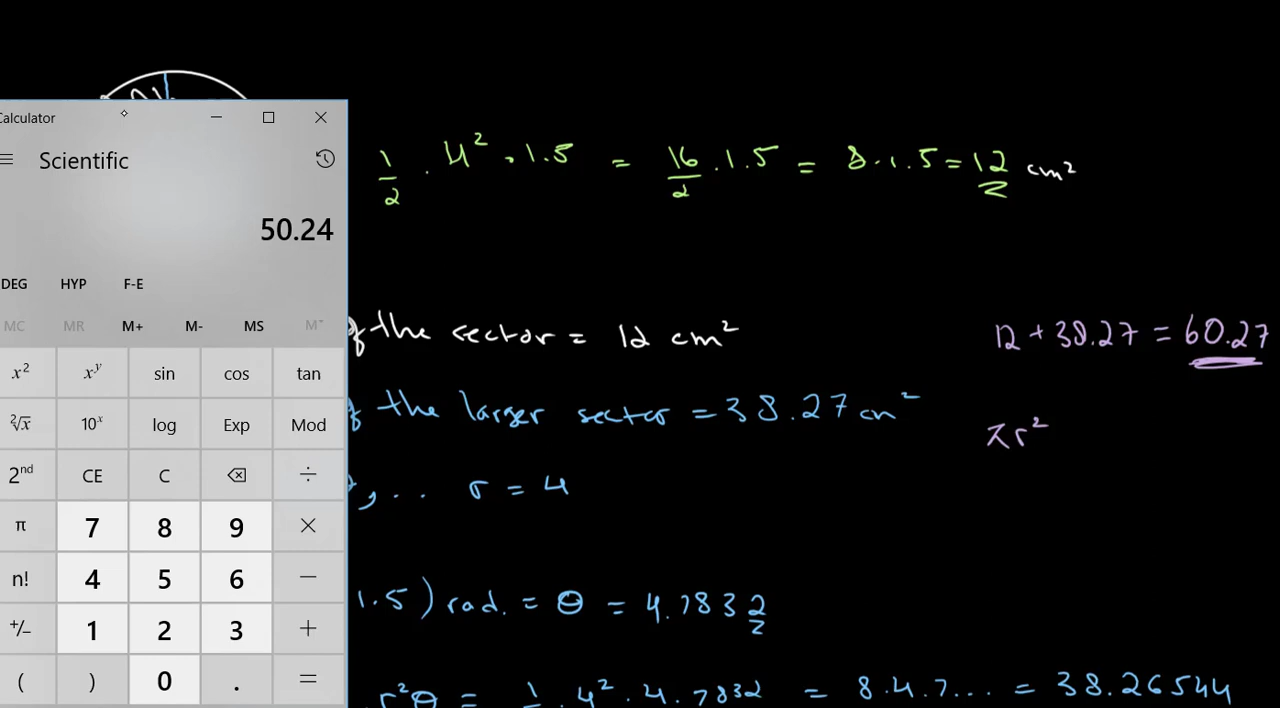 Calculator
Scientific
50.24
DEG HYP F-E
MC MR M+ M- MS M˅
x² xʸ sin cos tan
²√x 10ˣ log Exp Mod
2ⁿᵈ CE C ⌫ ÷
π 7 8 9 ×
n! 4 5 6 −
+/− 1 2 3 +
( ) 0 . =
1/2 · 4² · 1.5 = 16/2 · 1.5 = 8 · 1.5 = 12 cm²
f the sector = 12 cm²
12 + 38.27 = 60.27
f the larger sector = 38.27 cm²
πr²
,.. r = 4
1.5) rad. = θ = 4.7832
r²θ = 1 · 4² · 4.7832 = 8.4.7... = 38.26544